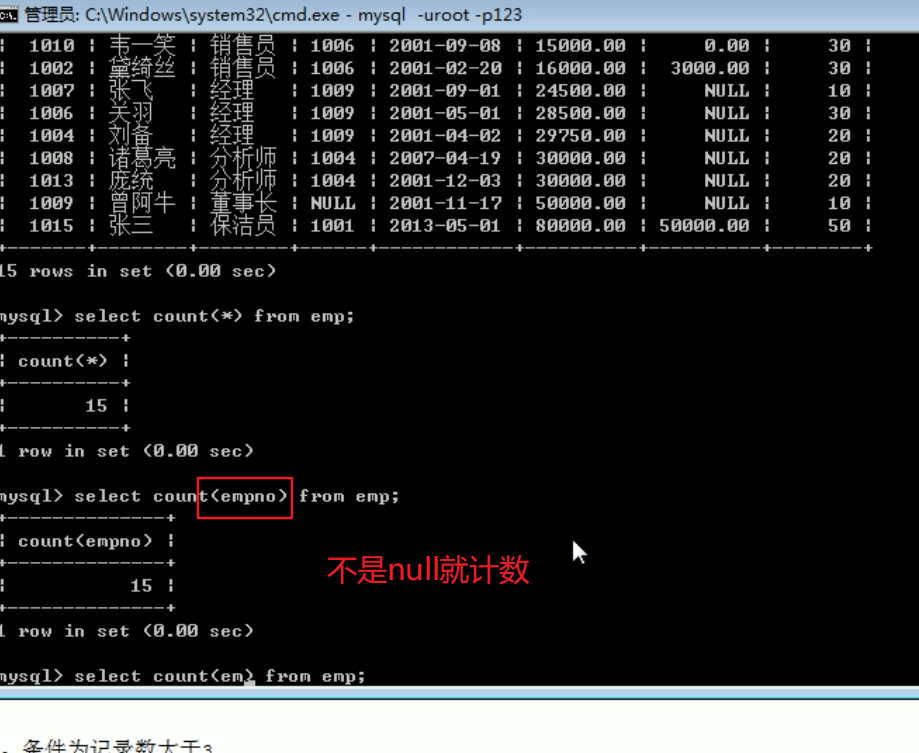 管理员: C:\Windows\system32\cmd.exe - mysql -uroot -p123
| 1010 | 韦一笑 | 销售员 | 1006 | 2001-09-08 | 15000.00 | 0.00 | 30 |
| 1002 | 黛绮丝 | 销售员 | 1006 | 2001-02-20 | 16000.00 | 3000.00 | 30 |
| 1007 | 张飞 | 经理 | 1009 | 2001-09-01 | 24500.00 | NULL | 10 |
| 1006 | 关羽 | 经理 | 1009 | 2001-05-01 | 28500.00 | NULL | 30 |
| 1004 | 刘备 | 经理 | 1009 | 2001-04-02 | 29750.00 | NULL | 20 |
| 1008 | 诸葛亮 | 分析师 | 1004 | 2007-04-19 | 30000.00 | NULL | 20 |
| 1013 | 庞统 | 分析师 | 1004 | 2001-12-03 | 30000.00 | NULL | 20 |
| 1009 | 曾阿牛 | 董事长 | NULL | 2001-11-17 | 50000.00 | NULL | 10 |
| 1015 | 张三 | 保洁员 | 1001 | 2013-05-01 | 80000.00 | 50000.00 | 50 |
15 rows in set (0.00 sec)
mysql> select count(*) from emp;
| count(*) |
| 15 |
1 row in set (0.00 sec)
mysql> select count(empno) from emp;
| count(empno) |
不是null就计数
| 15 |
1 row in set (0.00 sec)
mysql> select count(em) from emp;
条件为记录数大于3